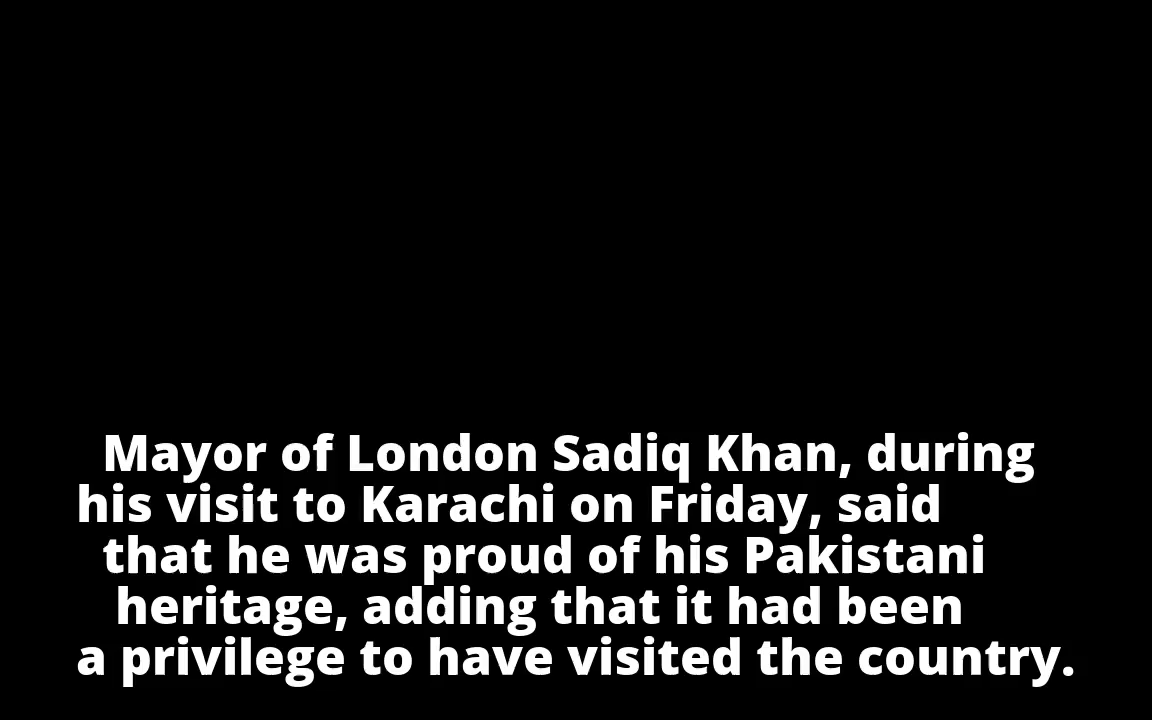 Mayor of London Sadiq Khan, during
his visit to Karachi on Friday, said
that he was proud of his Pakistani
heritage, adding that it had been
a privilege to have visited the country.